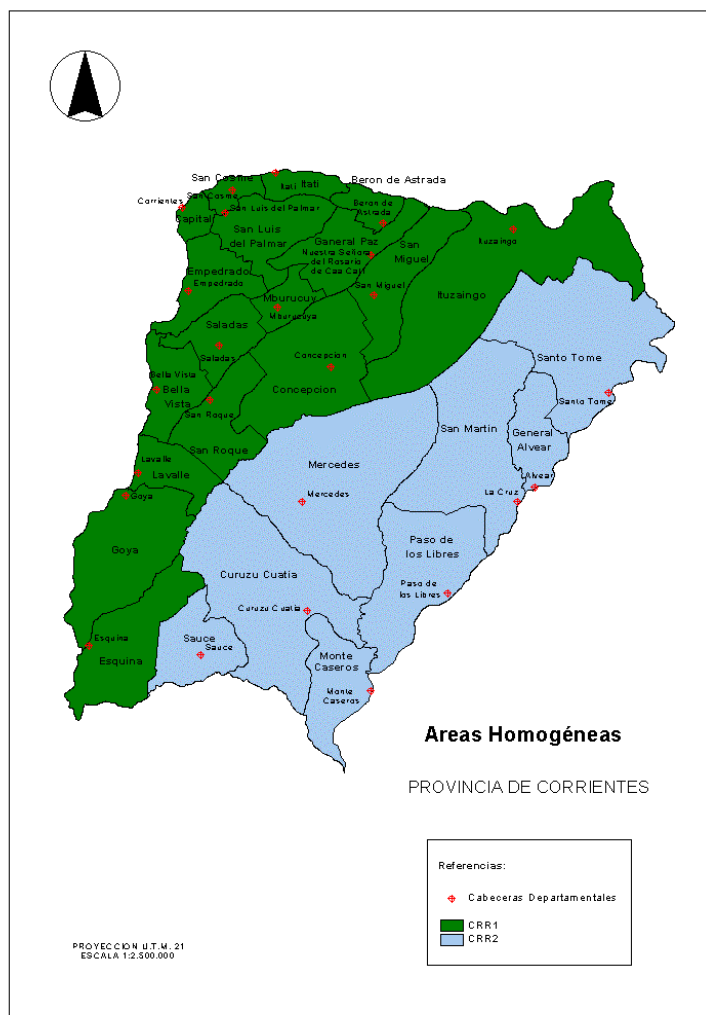 San Cosme
Itati
Itati
Beron de Astrada
Corrientes
San Cosme
San Luis del Palmar
Beron de
Astrada
Capital
San Luis
del Palmar
Ganeral Paz
San
Miguel
Nuestra Señora
del Rosario
de Caa Cati
Ituzaingo
Empedrado
Empedrado
San Miguel
Ituzaingo
Mburucuy
Mburucuya
Saladas
Saladas
Concepcion
Concepcion
Santo Tome
Santo Tome
Bella Vista
Bella
Vista
San Roque
San Roque
San Martin
General
Alvear
Alvear
Lavalle
Lavalle
Mercedes
Mercedes
La Cruz
Goya
Goya
Paso de
los Libres
Paso de
los Libres
Curuzu Cuatia
Curuzu Cuatia
Esquina
Esquina
Sauce
Sauce
Monte
Caseros
Monte
Caseros
Areas Homogéneas
PROVINCIA DE CORRIENTES
Referencias:
Cabeceras Departamentales
CRR1
CRR2
PROYECCION U.T.M. 21
ESCALA 1:2.500.000